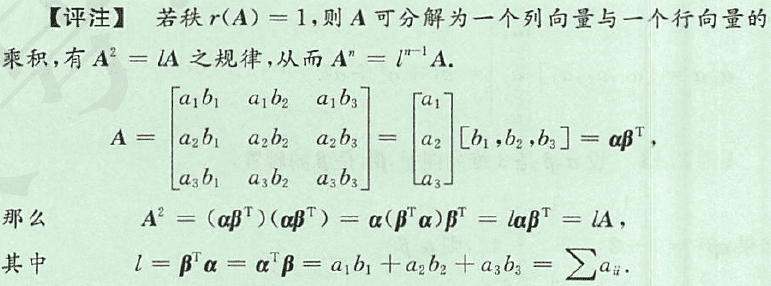 【评注】 若秩 r(A) = 1,则 A 可分解为一个列向量与一个行向量的
乘积,有 A² = lA 之规律,从而 Aⁿ = lⁿ⁻¹A.
A = [a₁b₁ a₁b₂ a₁b₃; a₂b₁ a₂b₂ a₂b₃; a₃b₁ a₃b₂ a₃b₃] = [a₁; a₂; a₃] [b₁,b₂,b₃] = αβᵀ,
那么 A² = (αβᵀ)(αβᵀ) = α(βᵀα)βᵀ = lαβᵀ = lA,
其中 l = βᵀα = αᵀβ = a₁b₁ + a₂b₂ + a₃b₃ = ∑aᵢᵢ.